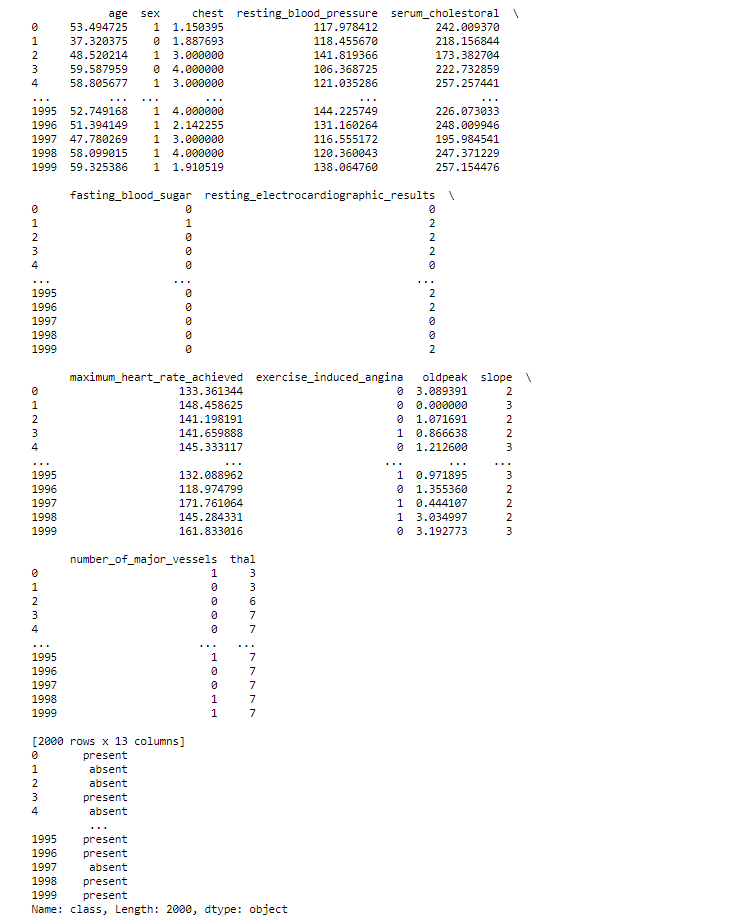 age sex chest resting_blood_pressure serum_cholestoral \
0 53.494725 1 1.150395 117.978412 242.009370
1 37.320375 0 1.887693 118.455670 218.156844
2 48.520214 1 3.000000 141.819366 173.382704
3 59.587959 0 4.000000 106.368725 222.732859
4 58.805677 1 3.000000 121.035286 257.257441
... ... ... ... ... ...
1995 52.749168 1 4.000000 144.225749 226.073033
1996 51.394149 1 2.142255 131.160264 248.009946
1997 47.780269 1 3.000000 116.555172 195.984541
1998 58.099015 1 4.000000 120.360043 247.371229
1999 59.325386 1 1.910519 138.064760 257.154476
fasting_blood_sugar resting_electrocardiographic_results \
0 0 0
1 1 2
2 0 2
3 0 2
4 0 0
... ... ...
1995 0 2
1996 0 2
1997 0 0
1998 0 0
1999 0 2
maximum_heart_rate_achieved exercise_induced_angina oldpeak slope \
0 133.361344 0 3.089391 2
1 148.458625 0 0.000000 3
2 141.198191 0 1.071691 2
3 141.659888 1 0.866638 2
4 145.333117 0 1.212600 3
... ... ... ... ...
1995 132.088962 1 0.971895 3
1996 118.974799 0 1.355360 2
1997 171.761064 1 0.444107 2
1998 145.284331 1 3.034997 2
1999 161.833016 0 3.192773 3
number_of_major_vessels thal
0 1 3
1 0 3
2 0 6
3 0 7
4 0 7
... ... ...
1995 1 7
1996 0 7
1997 0 7
1998 1 7
1999 1 7
[2000 rows x 13 columns]
0 present
1 absent
2 absent
3 present
4 absent
...
1995 present
1996 present
1997 absent
1998 present
1999 present
Name: class, Length: 2000, dtype: object